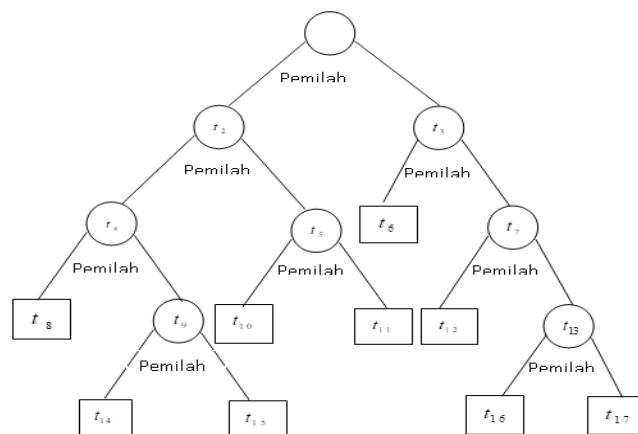 Pemilah
t2
t3
Pemilah
Pemilah
t4
t5
t6
t7
Pemilah
Pemilah
Pemilah
t8
t9
t10
t11
t12
t13
Pemilah
Pemilah
t14
t15
t16
t17